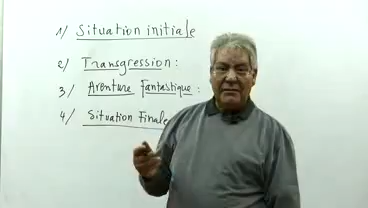 1/ Situation initiale
2/ Transgression :
3/ Aventure Fantastique :
4/ Situation Finale